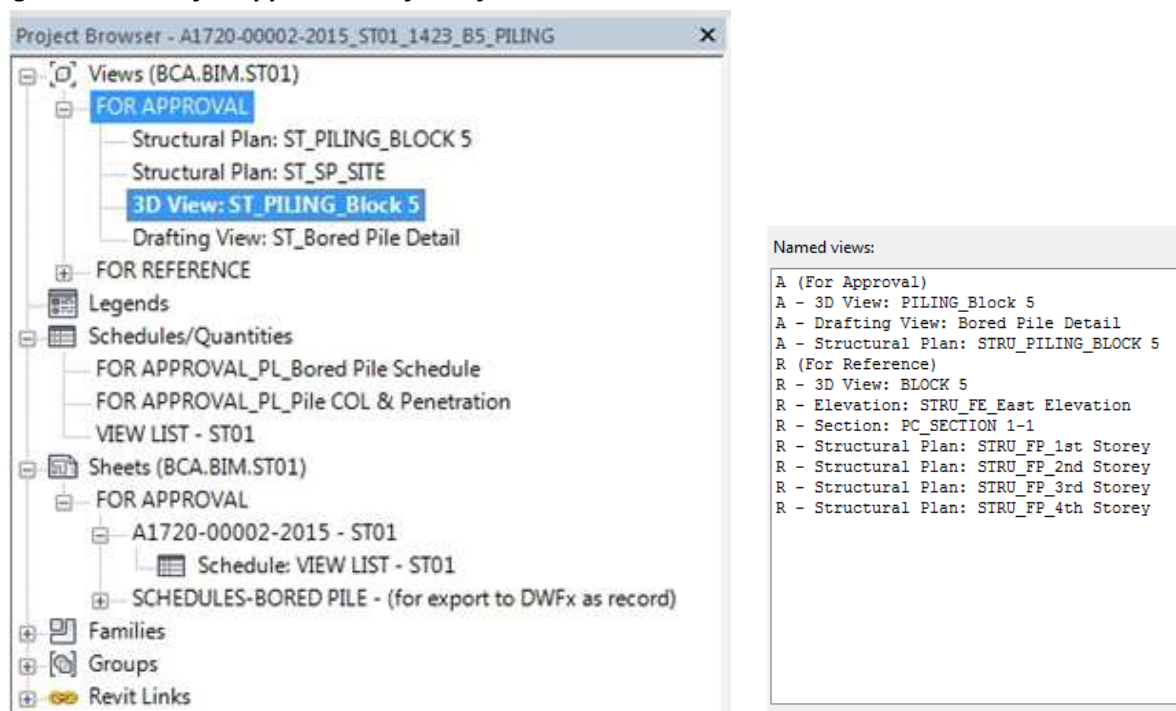 Project Browser - A1720-00002-2015_ST01_1423_B5_PILING
Views (BCA.BIM.ST01)
FOR APPROVAL
Structural Plan: ST_PILING_BLOCK 5
Structural Plan: ST_SP_SITE
3D View: ST_PILING_Block 5
Drafting View: ST_Bored Pile Detail
FOR REFERENCE
Legends
Schedules/Quantities
FOR APPROVAL_PL_Bored Pile Schedule
FOR APPROVAL_PL_Pile COL & Penetration
VIEW LIST - ST01
Sheets (BCA.BIM.ST01)
FOR APPROVAL
A1720-00002-2015 - ST01
Schedule: VIEW LIST - ST01
SCHEDULES-BORED PILE - (for export to DWFx as record)
Families
Groups
Revit Links
Named views:
A (For Approval)
A - 3D View: PILING_Block 5
A - Drafting View: Bored Pile Detail
A - Structural Plan: STRU_PILING_BLOCK 5
R (For Reference)
R - 3D View: BLOCK 5
R - Elevation: STRU_FE_East Elevation
R - Section: PC_SECTION 1-1
R - Structural Plan: STRU_FP_1st Storey
R - Structural Plan: STRU_FP_2nd Storey
R - Structural Plan: STRU_FP_3rd Storey
R - Structural Plan: STRU_FP_4th Storey